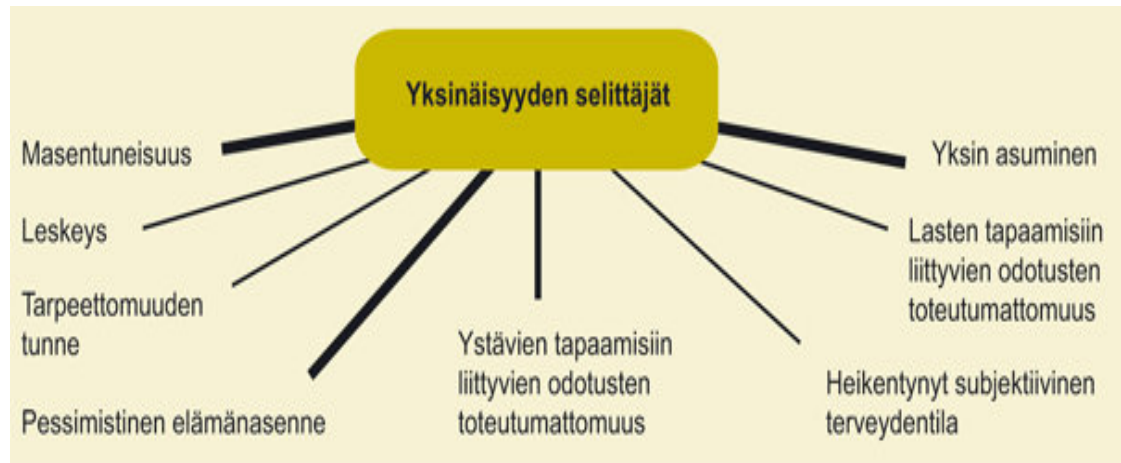 Yksinäisyyden selittäjät
Masentuneisuus
Leskeys
Tarpeettomuuden
tunne
Pessimistinen elämänasenne
Ystävien tapaamisiin
liittyvien odotusten
toteutumattomuus
Heikentynyt subjektiivinen
terveydentila
Lasten tapaamisiin
liittyvien odotusten
toteutumattomuus
Yksin asuminen